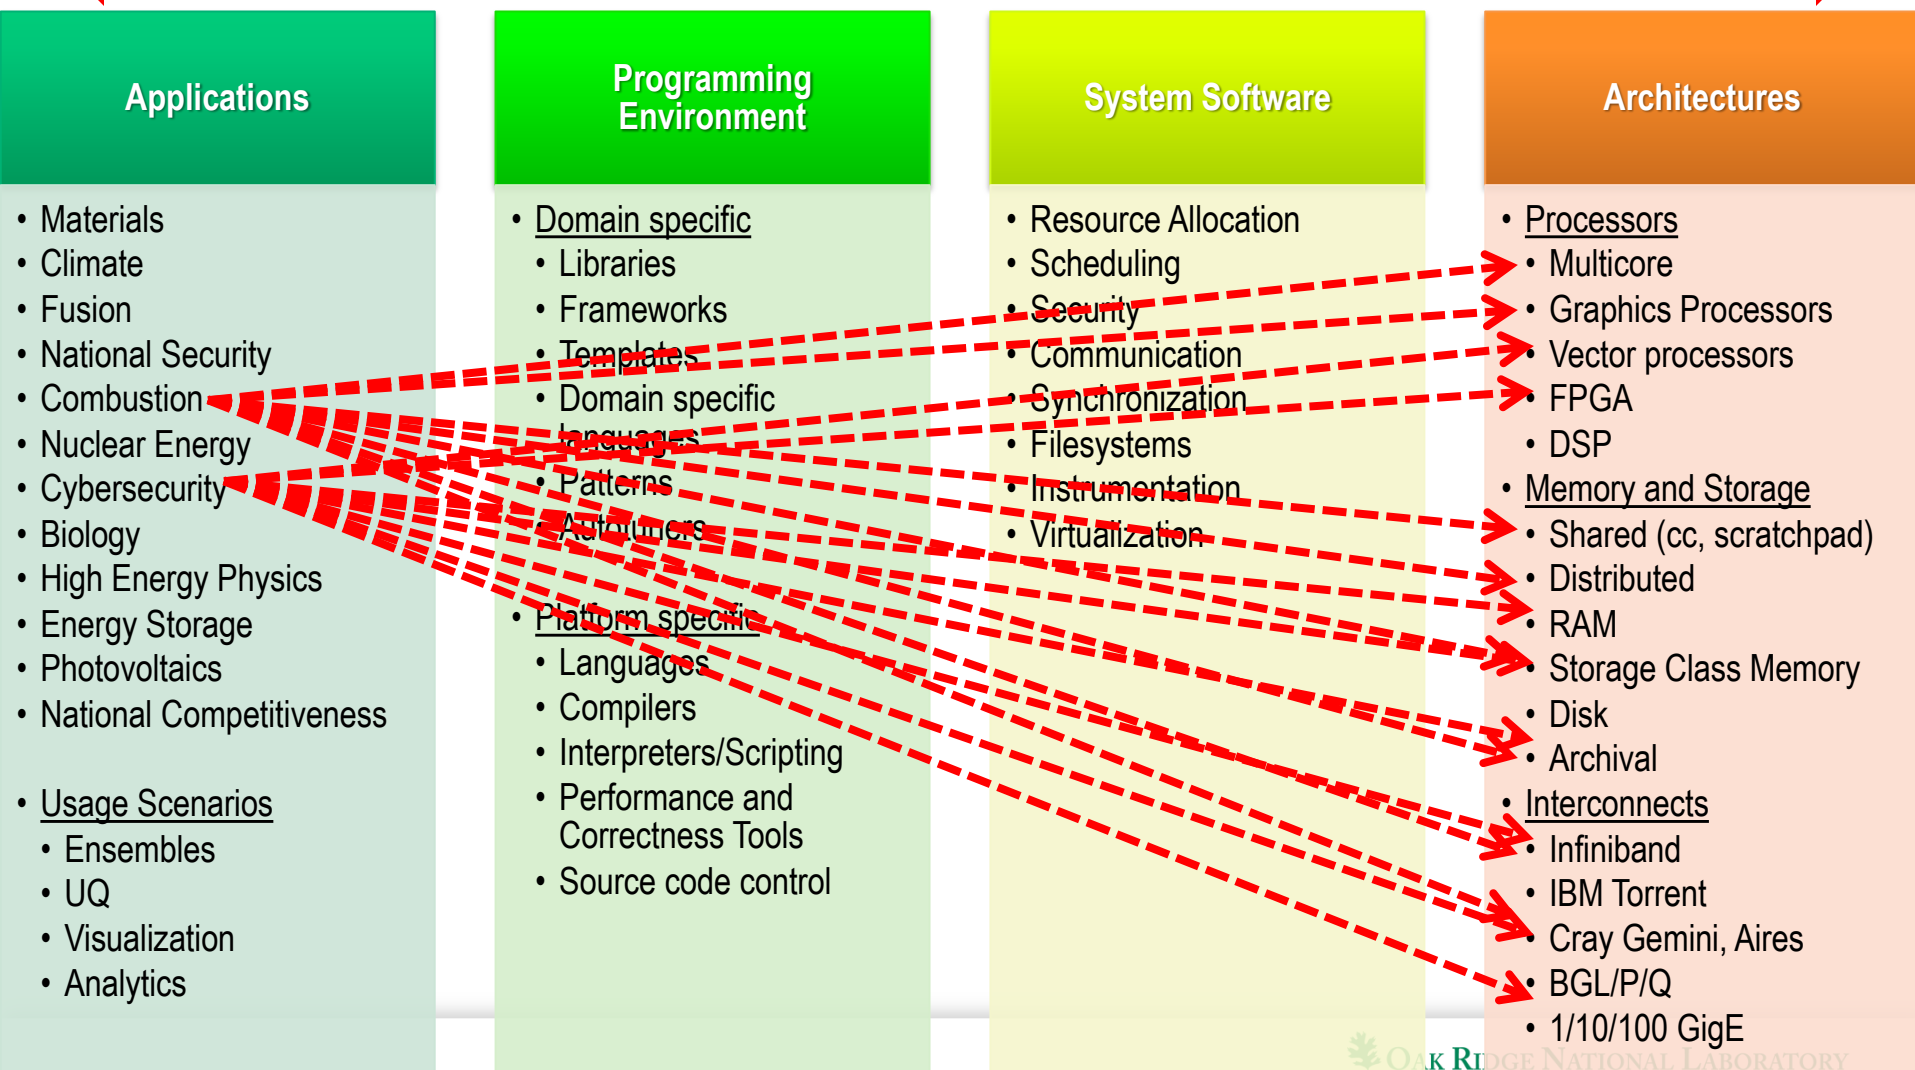 Applications
Materials
Climate
Fusion
National Security
Combustion
Nuclear Energy
Cybersecurity
Biology
High Energy Physics
Energy Storage
Photovoltaics
National Competitiveness
Usage Scenarios
Ensembles
UQ
Visualization
Analytics
Programming
Environment
Domain specific
Libraries
Frameworks
Templates
Domain specific
languages
Patterns
Autotuners
Platform specific
Languages
Compilers
Interpreters/Scripting
Performance and
Correctness Tools
Source code control
System Software
Resource Allocation
Scheduling
Security
Communication
Synchronization
Filesystems
Instrumentation
Virtualization
Architectures
Processors
Multicore
Graphics Processors
Vector processors
FPGA
DSP
Memory and Storage
Shared (cc, scratchpad)
Distributed
RAM
Storage Class Memory
Disk
Archival
Interconnects
Infiniband
IBM Torrent
Cray Gemini, Aires
BGL/P/Q
1/10/100 GigE
OAK RIDGE NATIONAL LABORATORY